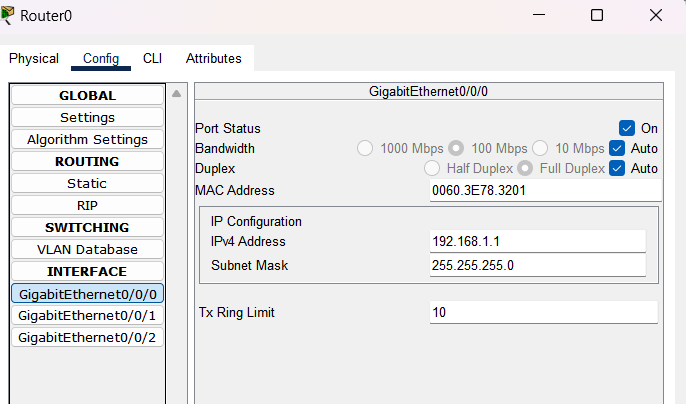 Router0
Physical Config CLI Attributes
GLOBAL
Settings
Algorithm Settings
ROUTING
Static
RIP
SWITCHING
VLAN Database
INTERFACE
GigabitEthernet0/0/0
GigabitEthernet0/0/1
GigabitEthernet0/0/2
GigabitEthernet0/0/0
Port Status On
Bandwidth 1000 Mbps 100 Mbps 10 Mbps Auto
Duplex Half Duplex Full Duplex Auto
MAC Address 0060.3E78.3201
IP Configuration
IPv4 Address 192.168.1.1
Subnet Mask 255.255.255.0
Tx Ring Limit 10